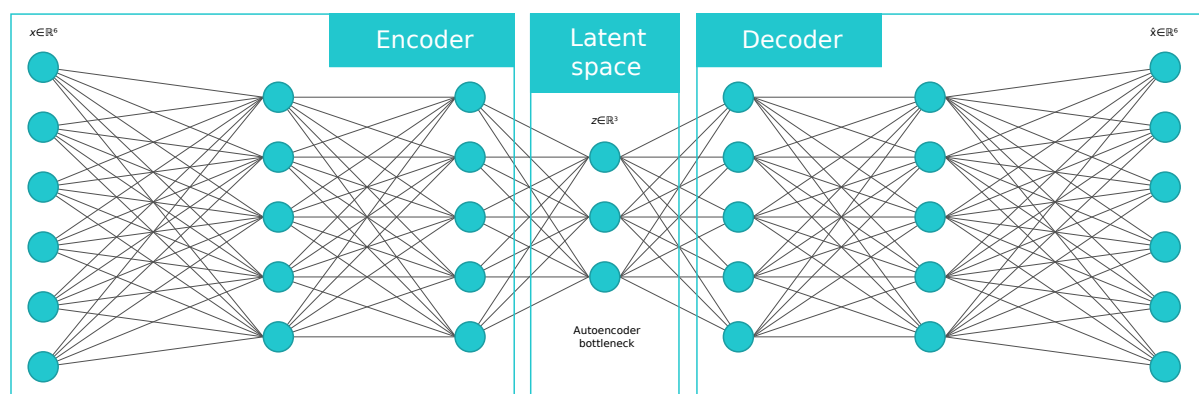 x∈ℝ⁶
Encoder
Latent
space
z∈ℝ³
Autoencoder
bottleneck
Decoder
x̂∈ℝ⁶